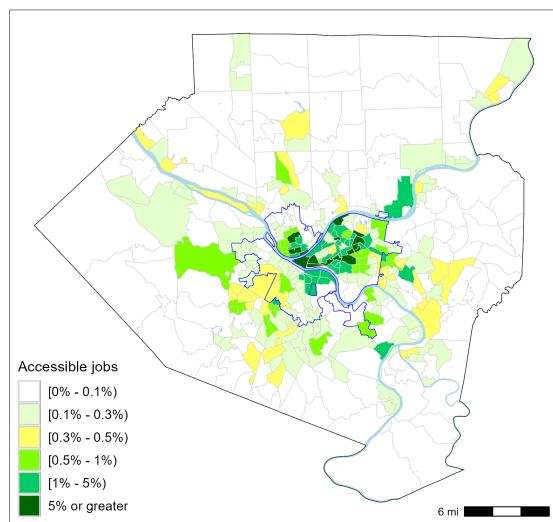 Accessible jobs
[0% - 0.1%)
[0.1% - 0.3%)
[0.3% - 0.5%)
[0.5% - 1%)
[1% - 5%)
5% or greater
6 mi